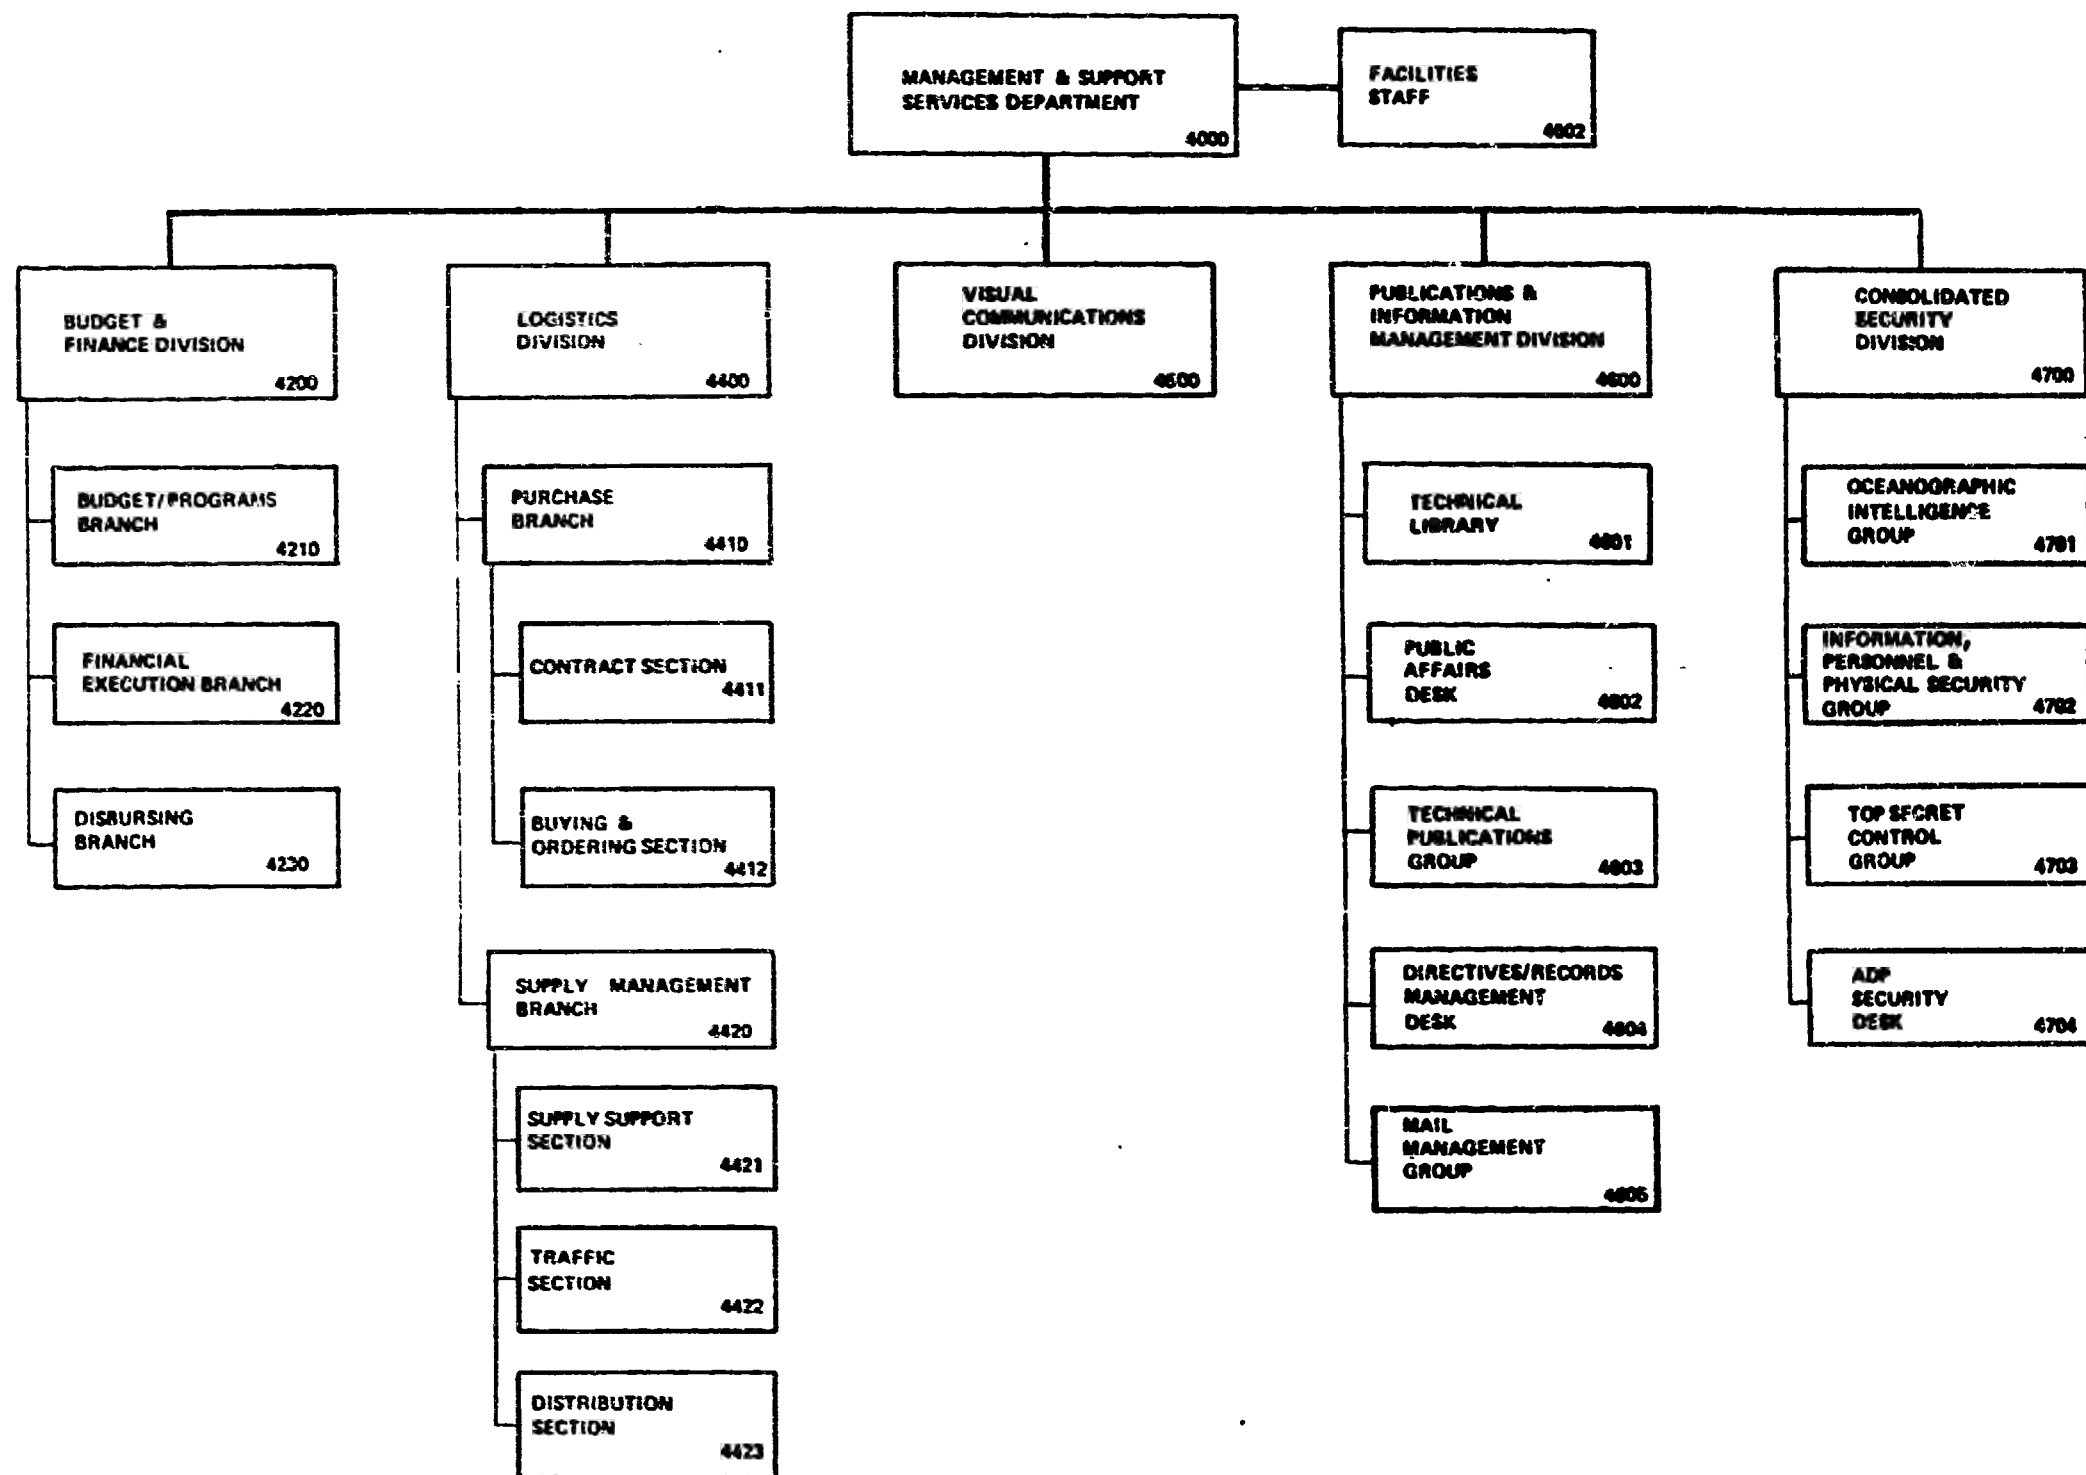 MANAGEMENT & SUPPORT
SERVICES DEPARTMENT
4000
FACILITIES
STAFF
BUDGET &
FINANCE DIVISION
4200
BUDGET/PROGRAMS
BRANCH
4210
FINANCIAL
EXECUTION BRANCH
4220
DISBURSING
BRANCH
4230
LOGISTICS
DIVISION
4400
PURCHASE
BRANCH
4410
CONTRACT SECTION
4411
BUYING &
ORDERING SECTION
4412
SUPPLY MANAGEMENT
BRANCH
4420
SUPPLY SUPPORT
SECTION
4421
TRAFFIC
SECTION
4422
DISTRIBUTION
SECTION
4423
VISUAL
COMMUNICATIONS
DIVISION
PUBLICATIONS &
INFORMATION
MANAGEMENT DIVISION
4600
TECHNICAL
LIBRARY
4601
PUBLIC
AFFAIRS
DESK
4602
TECHNICAL
PUBLICATIONS
GROUP
4603
DIRECTIVES/RECORDS
MANAGEMENT
DESK
4604
MAIL
MANAGEMENT
GROUP
4605
CONSOLIDATED
SECURITY
DIVISION
4700
OCEANOGRAPHIC
INTELLIGENCE
GROUP
4701
INFORMATION,
PERSONNEL &
PHYSICAL SECURITY
GROUP
4702
TOP SECRET
CONTROL
GROUP
4703
ADP
SECURITY
DESK
4704